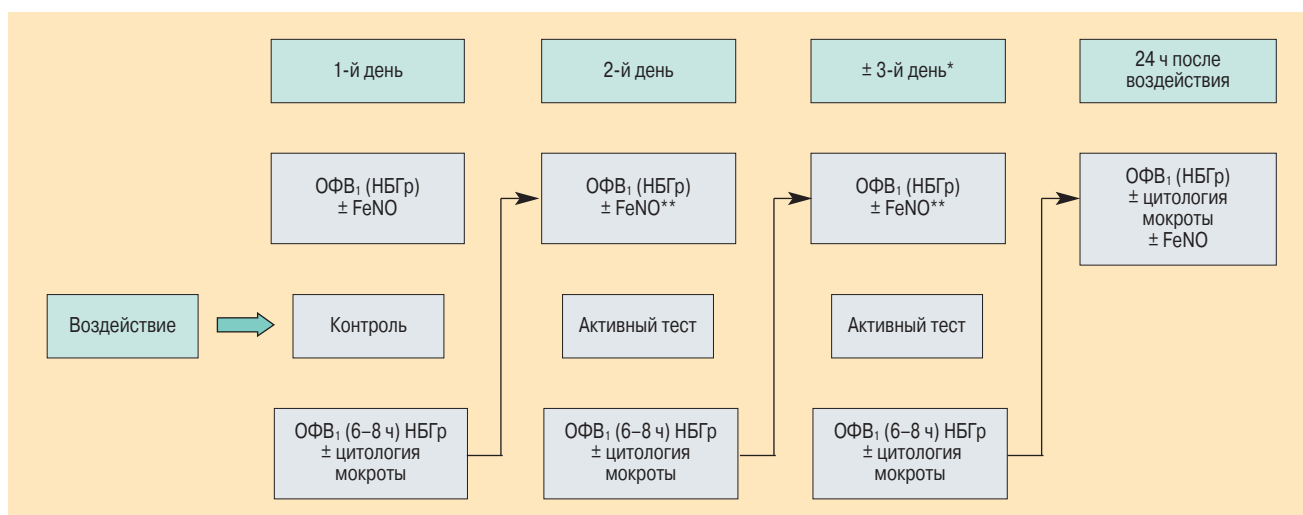 1-й день
2-й день
± 3-й день*
24 ч после
воздействия
ОФВ₁ (НБГр)
± FeNO
ОФВ₁ (НБГр)
± FeNO**
ОФВ₁ (НБГр)
± FeNO**
ОФВ₁ (НБГр)
± цитология
мокроты
± FeNO
Воздействие
Контроль
Активный тест
Активный тест
ОФВ₁ (6–8 ч) НБГр
± цитология
мокроты
ОФВ₁ (6–8 ч) НБГр
± цитология
мокроты
ОФВ₁ (6–8 ч) НБГр
± цитология
мокроты